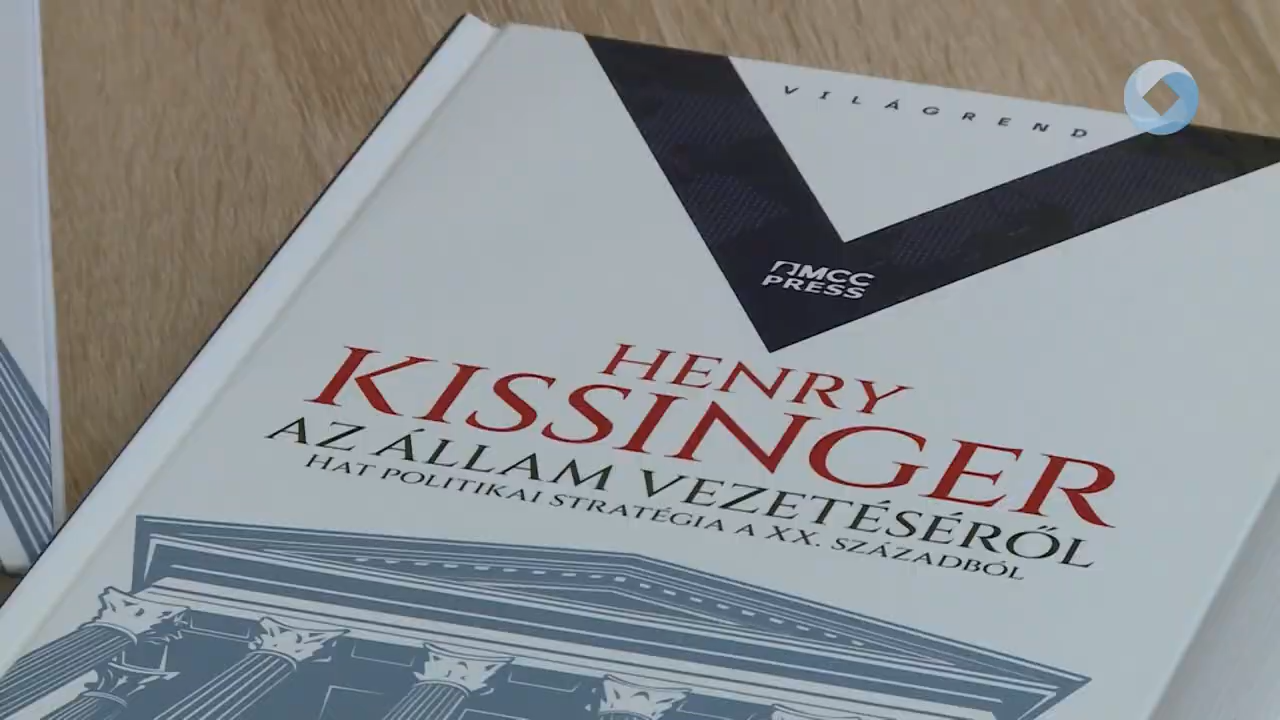 VILÁGREND
MCC
PRESS
HENRY
KISSINGER
AZ ÁLLAM VEZETÉSÉRŐL
HAT POLITIKAI STRATÉGIA A XX. SZÁZADBÓL